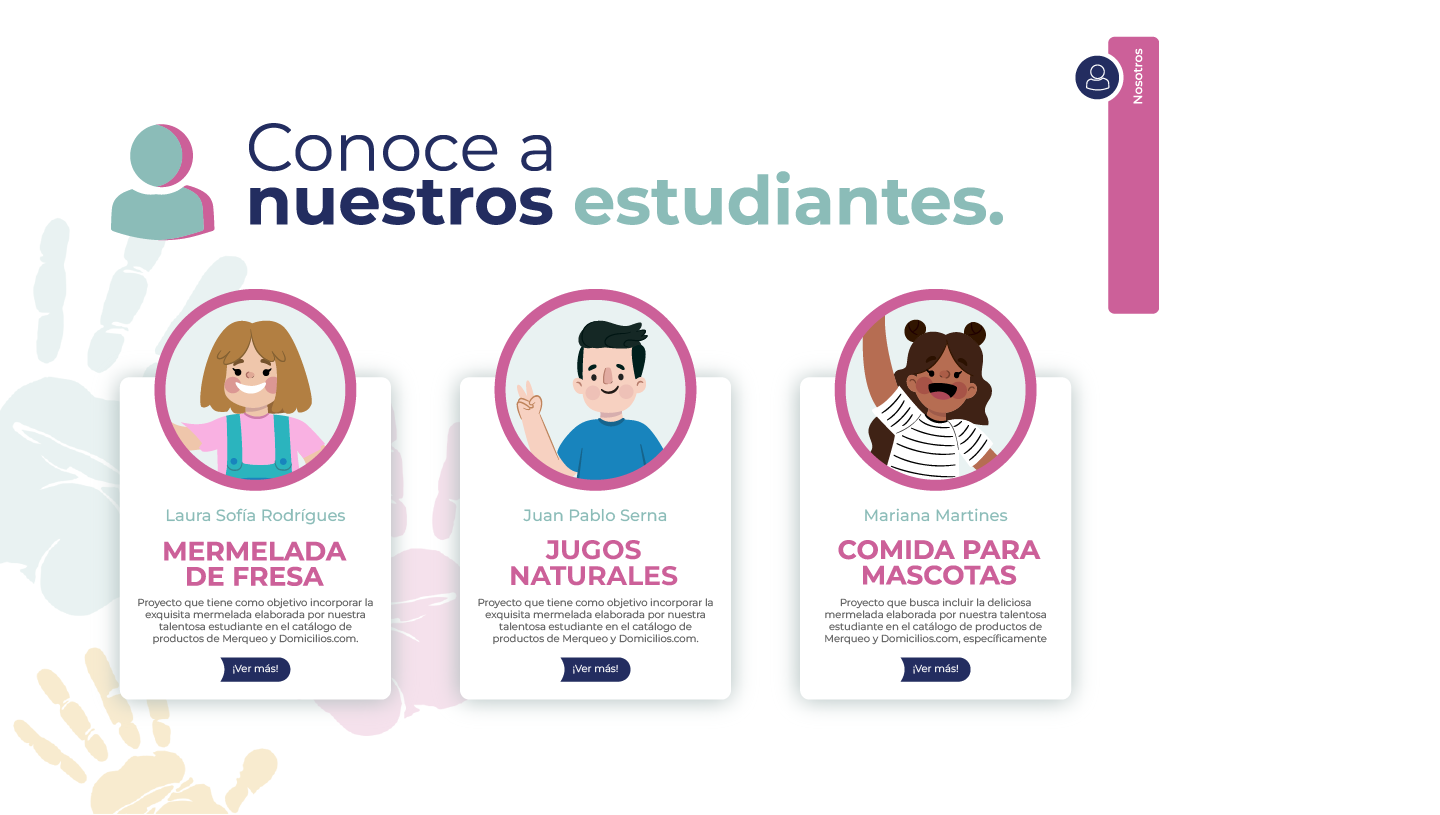 Nosotros
Conoce a
nuestros estudiantes.
Laura Sofía Rodrígues
MERMELADA
DE FRESA
Proyecto que tiene como objetivo incorporar la
exquisita mermelada elaborada por nuestra
talentosa estudiante en el catálogo de
productos de Merqueo y Domicilios.com.
¡Ver más!
Juan Pablo Serna
JUGOS
NATURALES
Proyecto que tiene como objetivo incorporar la
exquisita mermelada elaborada por nuestra
talentosa estudiante en el catálogo de
productos de Merqueo y Domicilios.com.
¡Ver más!
Mariana Martines
COMIDA PARA
MASCOTAS
Proyecto que busca incluir la deliciosa
mermelada elaborada por nuestra talentosa
estudiante en el catálogo de productos de
Merqueo y Domicilios.com, específicamente
¡Ver más!